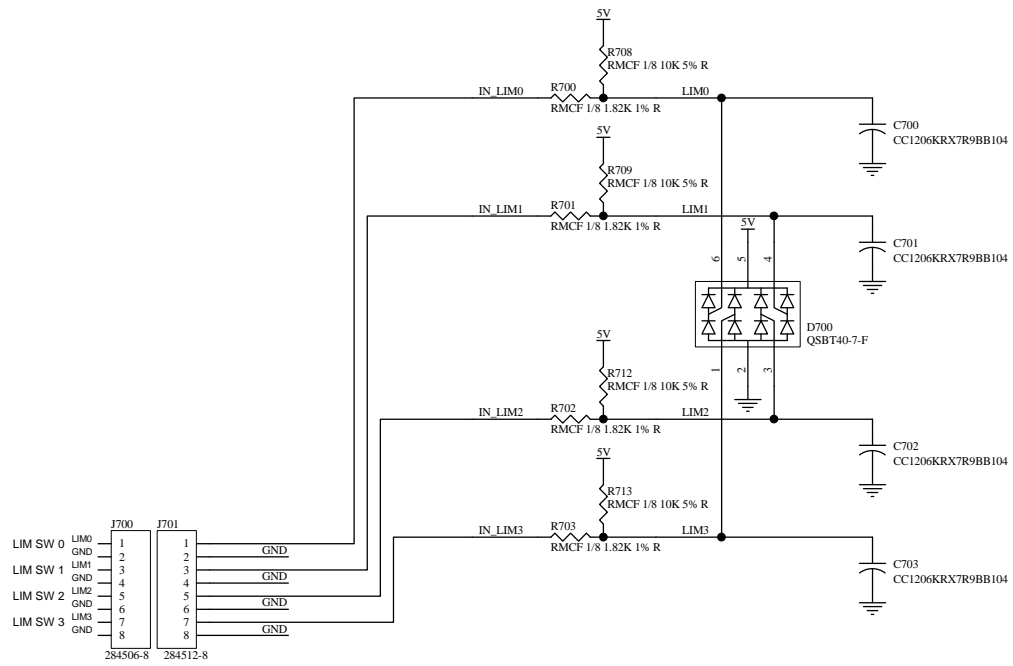 5V
R708
RMCF 1/8 10K 5% R
IN_LIM0
R700
LIM0
RMCF 1/8 1.82K 1% R
C700
CC1206KRX7R9BB104
5V
R709
RMCF 1/8 10K 5% R
IN_LIM1
R701
LIM1
RMCF 1/8 1.82K 1% R
5V
C701
CC1206KRX7R9BB104
6
5
4
D700
QSBT40-7-F
1
2
3
5V
R712
RMCF 1/8 10K 5% R
IN_LIM2
R702
LIM2
RMCF 1/8 1.82K 1% R
C702
CC1206KRX7R9BB104
5V
R713
RMCF 1/8 10K 5% R
IN_LIM3
R703
LIM3
RMCF 1/8 1.82K 1% R
C703
CC1206KRX7R9BB104
J700
J701
LIM SW 0 LIM0 1 1
GND 2 2 GND
LIM SW 1 LIM1 3 3
GND 4 4 GND
LIM SW 2 LIM2 5 5
GND 6 6 GND
LIM SW 3 LIM3 7 7
GND 8 8 GND
284506-8
284512-8